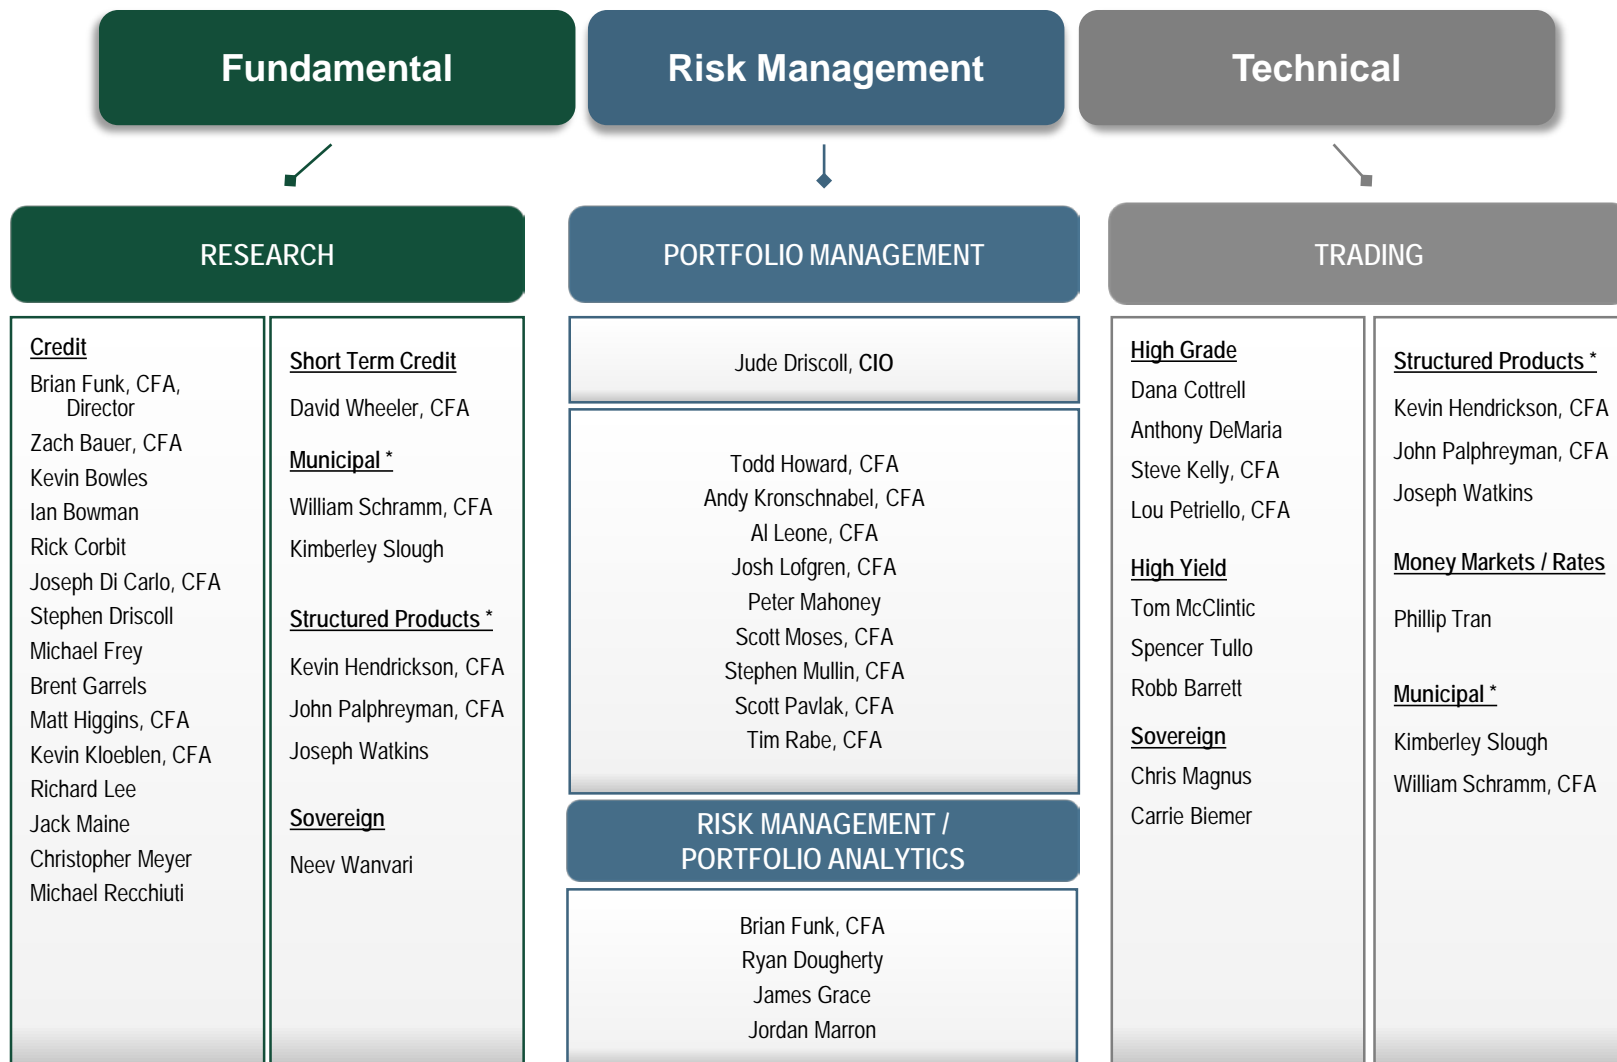 Fundamental
Risk Management
Technical
RESEARCH
PORTFOLIO MANAGEMENT
TRADING
Credit
Brian Funk, CFA,
Director
Zach Bauer, CFA
Kevin Bowles
Ian Bowman
Rick Corbit
Joseph Di Carlo, CFA
Stephen Driscoll
Michael Frey
Brent Garrels
Matt Higgins, CFA
Kevin Kloeblen, CFA
Richard Lee
Jack Maine
Christopher Meyer
Michael Recchiuti
Short Term Credit
David Wheeler, CFA
Municipal *
William Schramm, CFA
Kimberley Slough
Structured Products *
Kevin Hendrickson, CFA
John Palphreyman, CFA
Joseph Watkins
Sovereign
Neev Wanvari
Jude Driscoll, CIO
Todd Howard, CFA
Andy Kronschnabel, CFA
Al Leone, CFA
Josh Lofgren, CFA
Peter Mahoney
Scott Moses, CFA
Stephen Mullin, CFA
Scott Pavlak, CFA
Tim Rabe, CFA
RISK MANAGEMENT /
PORTFOLIO ANALYTICS
Brian Funk, CFA
Ryan Dougherty
James Grace
Jordan Marron
High Grade
Dana Cottrell
Anthony DeMaria
Steve Kelly, CFA
Lou Petriello, CFA
High Yield
Tom McClintic
Spencer Tullo
Robb Barrett
Sovereign
Chris Magnus
Carrie Biemer
Structured Products *
Kevin Hendrickson, CFA
John Palphreyman, CFA
Joseph Watkins
Money Markets / Rates
Phillip Tran
Municipal *
Kimberley Slough
William Schramm, CFA